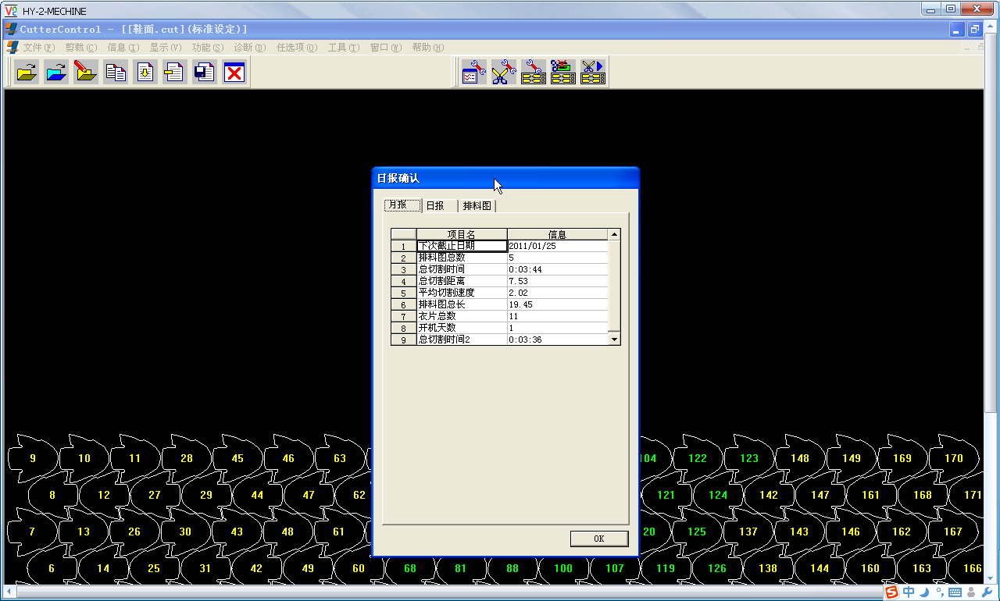 HY-2-MECHINE
CutterControl - [[鞋面.cut](标准设定)]
文件(F) 剪裁(C) 信息(I) 显示(V) 功能(S) 诊断(D) 任选项(O) 工具(T) 窗口(W) 帮助(H)
日报确认
月报 日报 排料图
项目名 信息
1 下次截止日期 2011/01/25
2 排料图总数 5
3 总切割时间 0:03:44
4 总切割距离 7.53
5 平均切割速度 2.02
6 排料图总长 19.45
7 衣片总数 11
8 开机天数 1
9 总切割时间2 0:03:36
OK
9 10 11 28 45 46 63 104 122 123 148 149 169 170
8 12 27 29 44 47 62 121 124 142 147 161 168 171
7 13 26 30 43 48 61 20 125 137 143 146 162 167
6 14 25 31 42 49 60 68 81 88 100 107 119 126 138 144 160 163 166
中